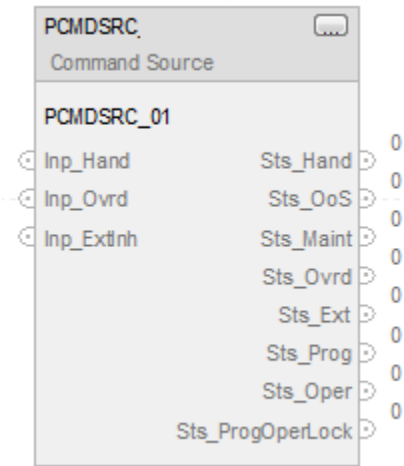 PCMDSRC
...
Command Source
PCMDSRC_01
0
Inp_Hand Sts_Hand
0
Inp_Ovrd Sts_OoS
0
Inp_ExtInh Sts_Maint
0
Sts_Ovrd
0
Sts_Ext
0
Sts_Prog
0
Sts_Oper
0
Sts_ProgOperLock